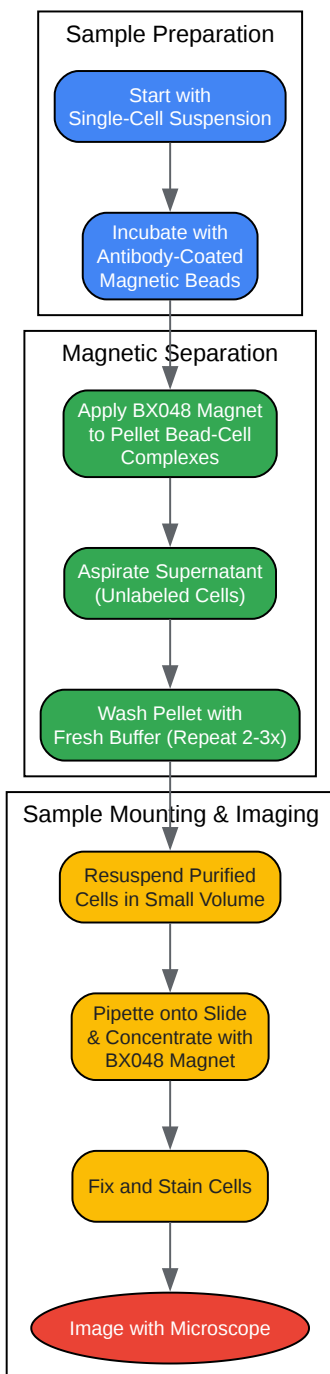 Sample Preparation
Start with
Single-Cell Suspension
Incubate with
Antibody-Coated
Magnetic Beads
Magnetic Separation
Apply BX048 Magnet
to Pellet Bead-Cell
Complexes
Aspirate Supernatant
(Unlabeled Cells)
Wash Pellet with
Fresh Buffer (Repeat 2-3x)
Sample Mounting & Imaging
Resuspend Purified
Cells in Small Volume
Pipette onto Slide
& Concentrate with
BX048 Magnet
Fix and Stain Cells
Image with Microscope